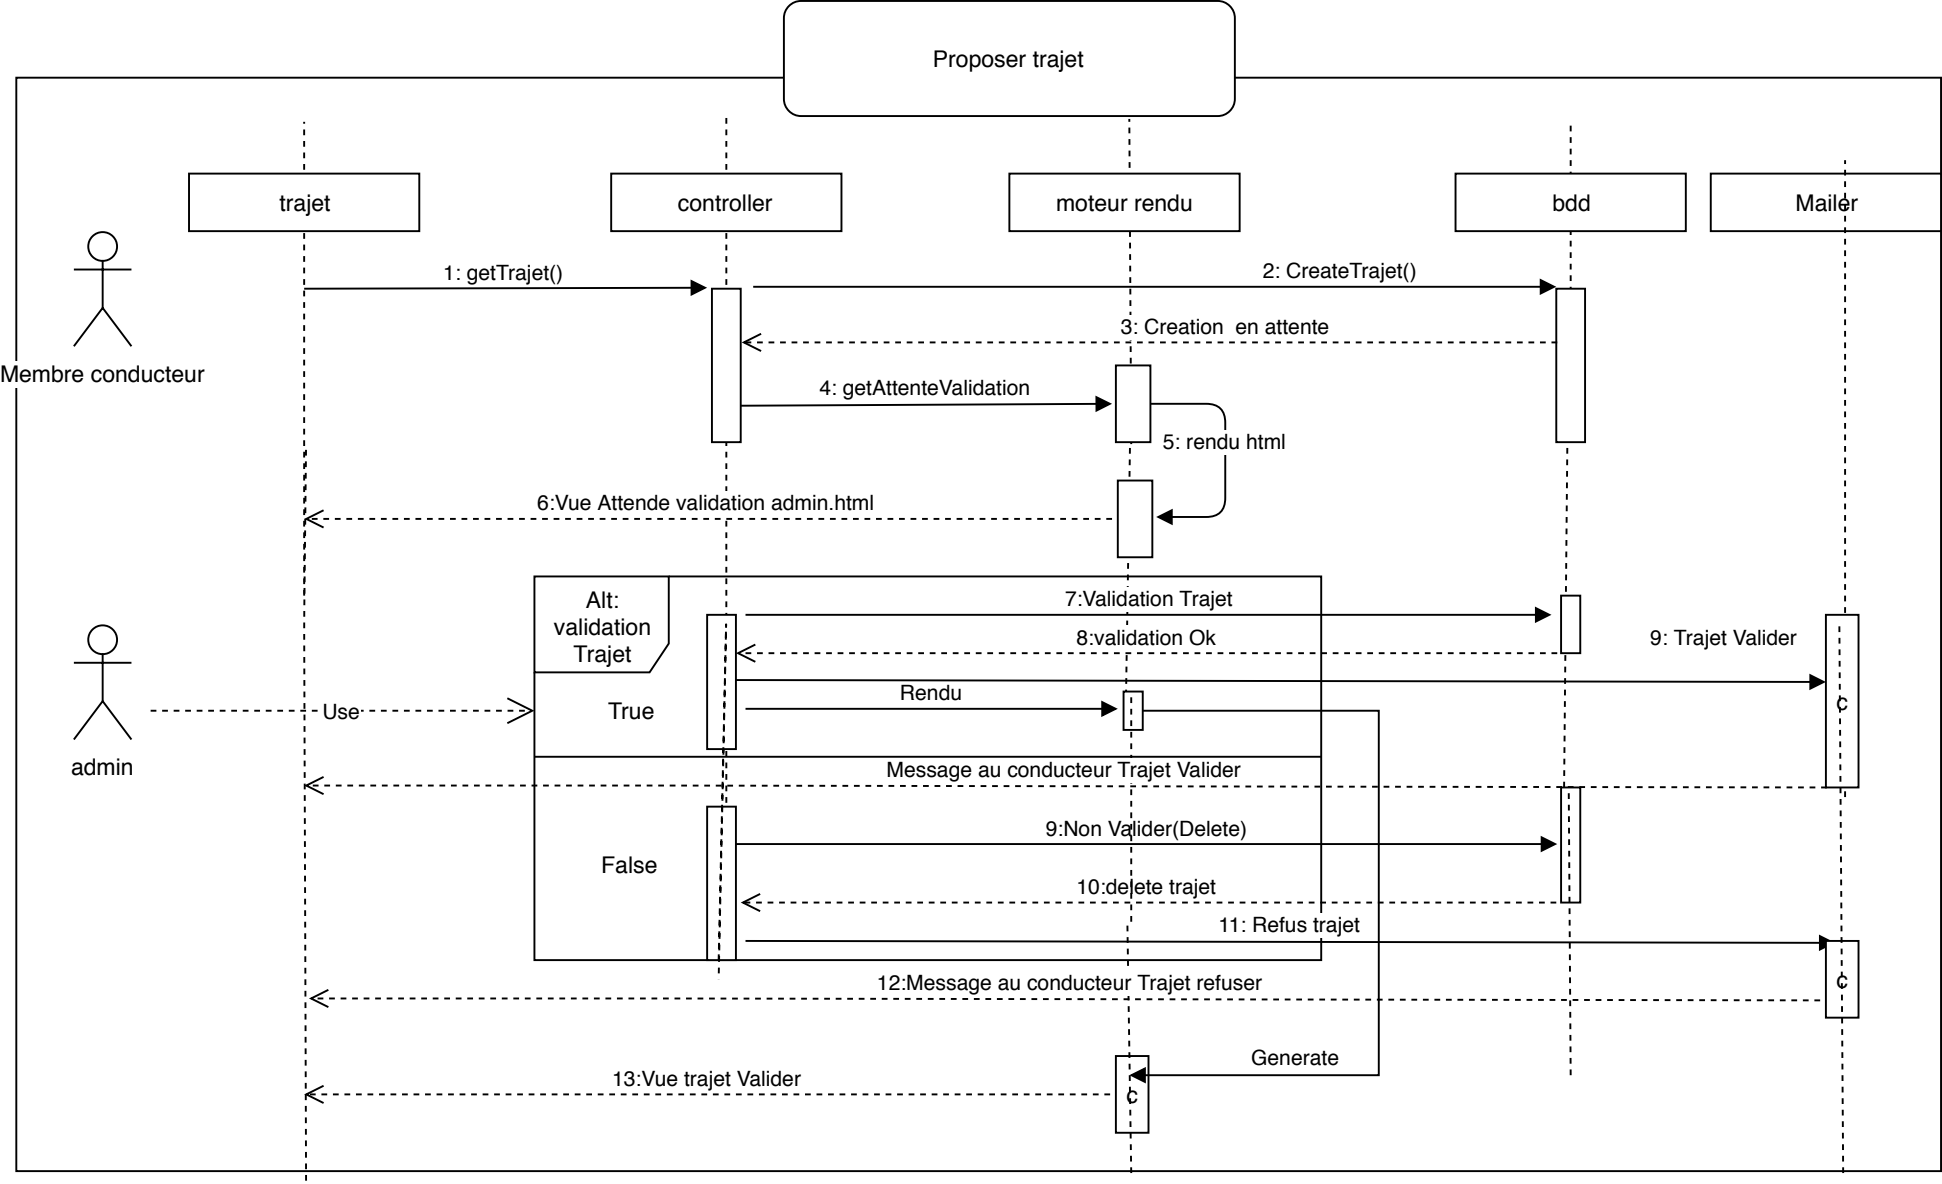 Proposer trajet
trajet
controller
moteur rendu
bdd
Mailer
1: getTrajet()
2: CreateTrajet()
3: Creation  en attente
Membre conducteur
4: getAttenteValidation
5: rendu html
6:Vue Attende validation admin.html
Alt:
validation
Trajet
7:Validation Trajet
8:validation Ok
9: Trajet Valider
Rendu
c
Use
True
admin
Message au conducteur Trajet Valider
9:Non Valider(Delete)
False
10:delete trajet
11: Refus trajet
12:Message au conducteur Trajet refuser
c
Generate
13:Vue trajet Valider
c